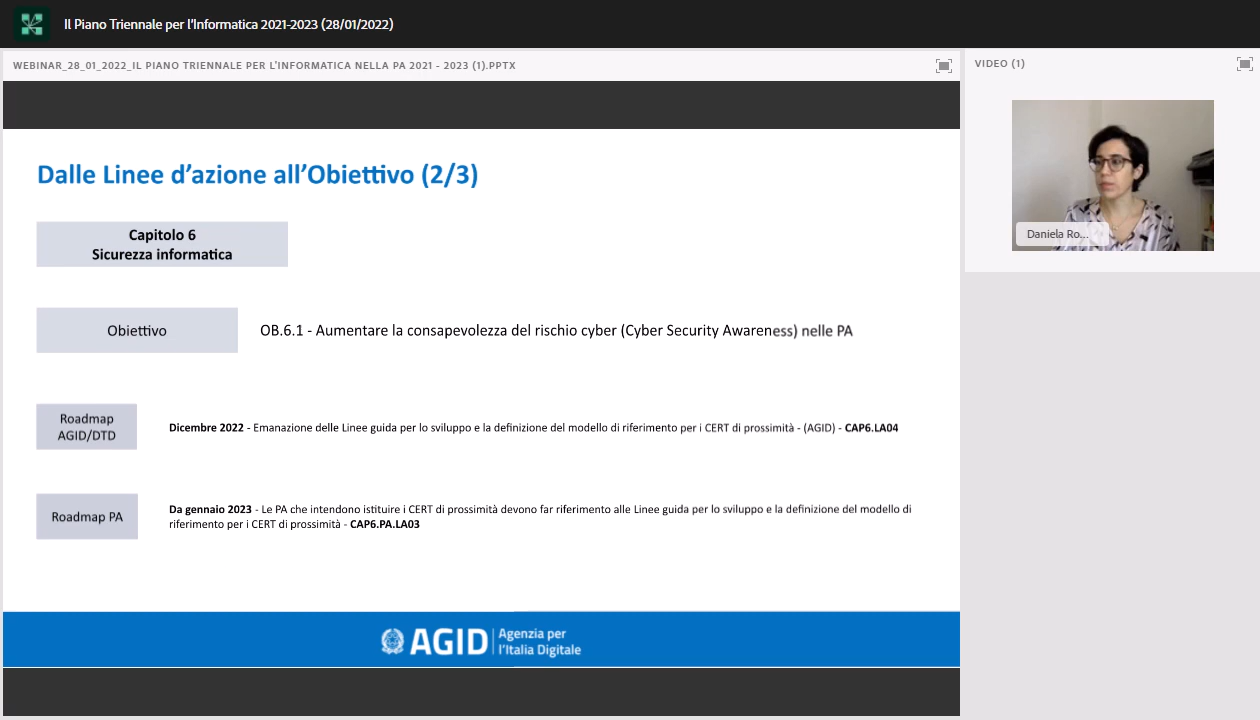 Il Piano Triennale per l'Informatica 2021-2023 (28/01/2022)
WEBINAR_28_01_2022_IL PIANO TRIENNALE PER L'INFORMATICA NELLA PA 2021 - 2023 (1).PPTX
VIDEO (1)
Dalle Linee d'azione all'Obiettivo (2/3)
Capitolo 6
Sicurezza informatica
Daniela Ro...
Obiettivo
OB.6.1 - Aumentare la consapevolezza del rischio cyber (Cyber Security Awareness) nelle PA
Roadmap
AGID/DTD
Dicembre 2022 - Emanazione delle Linee guida per lo sviluppo e la definizione del modello di riferimento per i CERT di prossimità - (AGID) - CAP6.LA04
Roadmap PA
Da gennaio 2023 - Le PA che intendono istituire i CERT di prossimità devono far riferimento alle Linee guida per lo sviluppo e la definizione del modello di
riferimento per i CERT di prossimità - CAP6.PA.LA03
AGID
Agenzia per
l'Italia Digitale